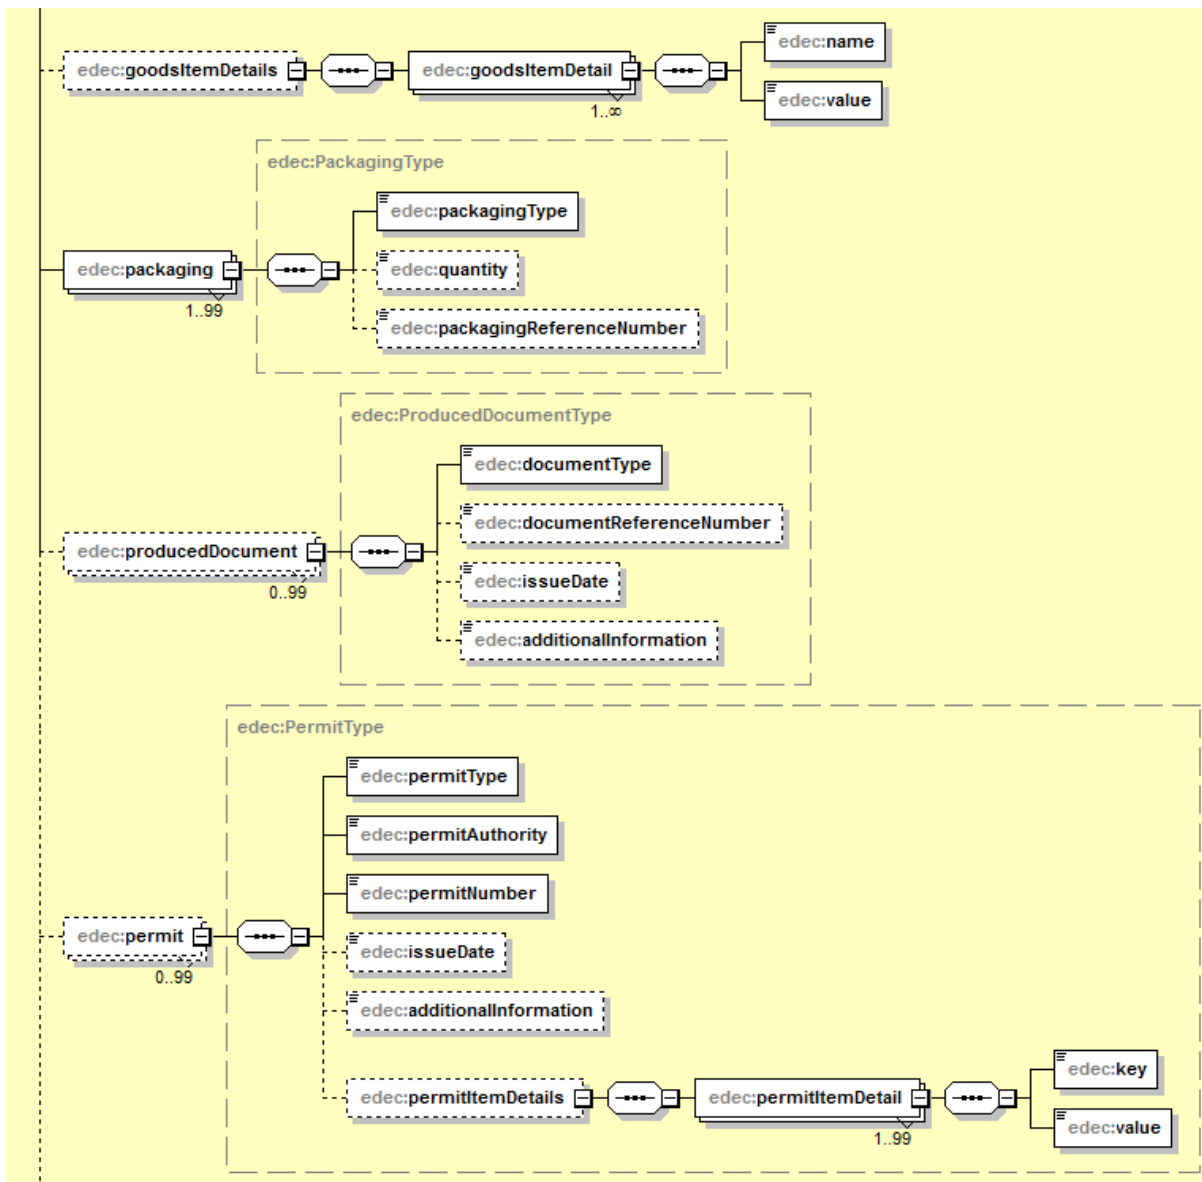 edec:goodsItemDetails
edec:goodsItemDetail
1..∞
edec:name
edec:value
edec:PackagingType
edec:packaging
1..99
edec:packagingType
edec:quantity
edec:packagingReferenceNumber
edec:ProducedDocumentType
edec:producedDocument
0..99
edec:documentType
edec:documentReferenceNumber
edec:issueDate
edec:additionalInformation
edec:PermitType
edec:permit
0..99
edec:permitType
edec:permitAuthority
edec:permitNumber
edec:issueDate
edec:additionalInformation
edec:permitItemDetails
edec:permitItemDetail
1..99
edec:key
edec:value